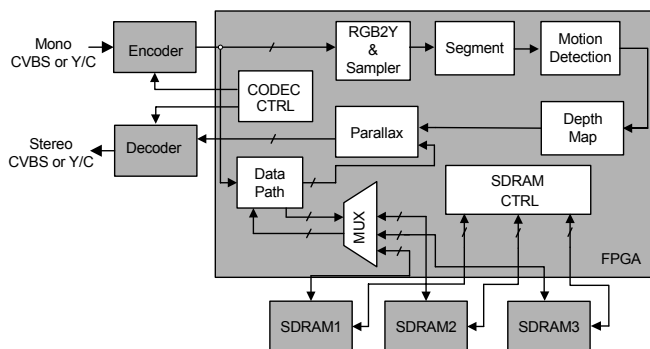 Mono
CVBS or Y/C
Encoder
RGB2Y
&
Sampler
Segment
Motion
Detection
CODEC
CTRL
Stereo
CVBS or Y/C
Decoder
Parallax
Depth
Map
Data
Path
MUX
SDRAM
CTRL
FPGA
SDRAM1
SDRAM2
SDRAM3